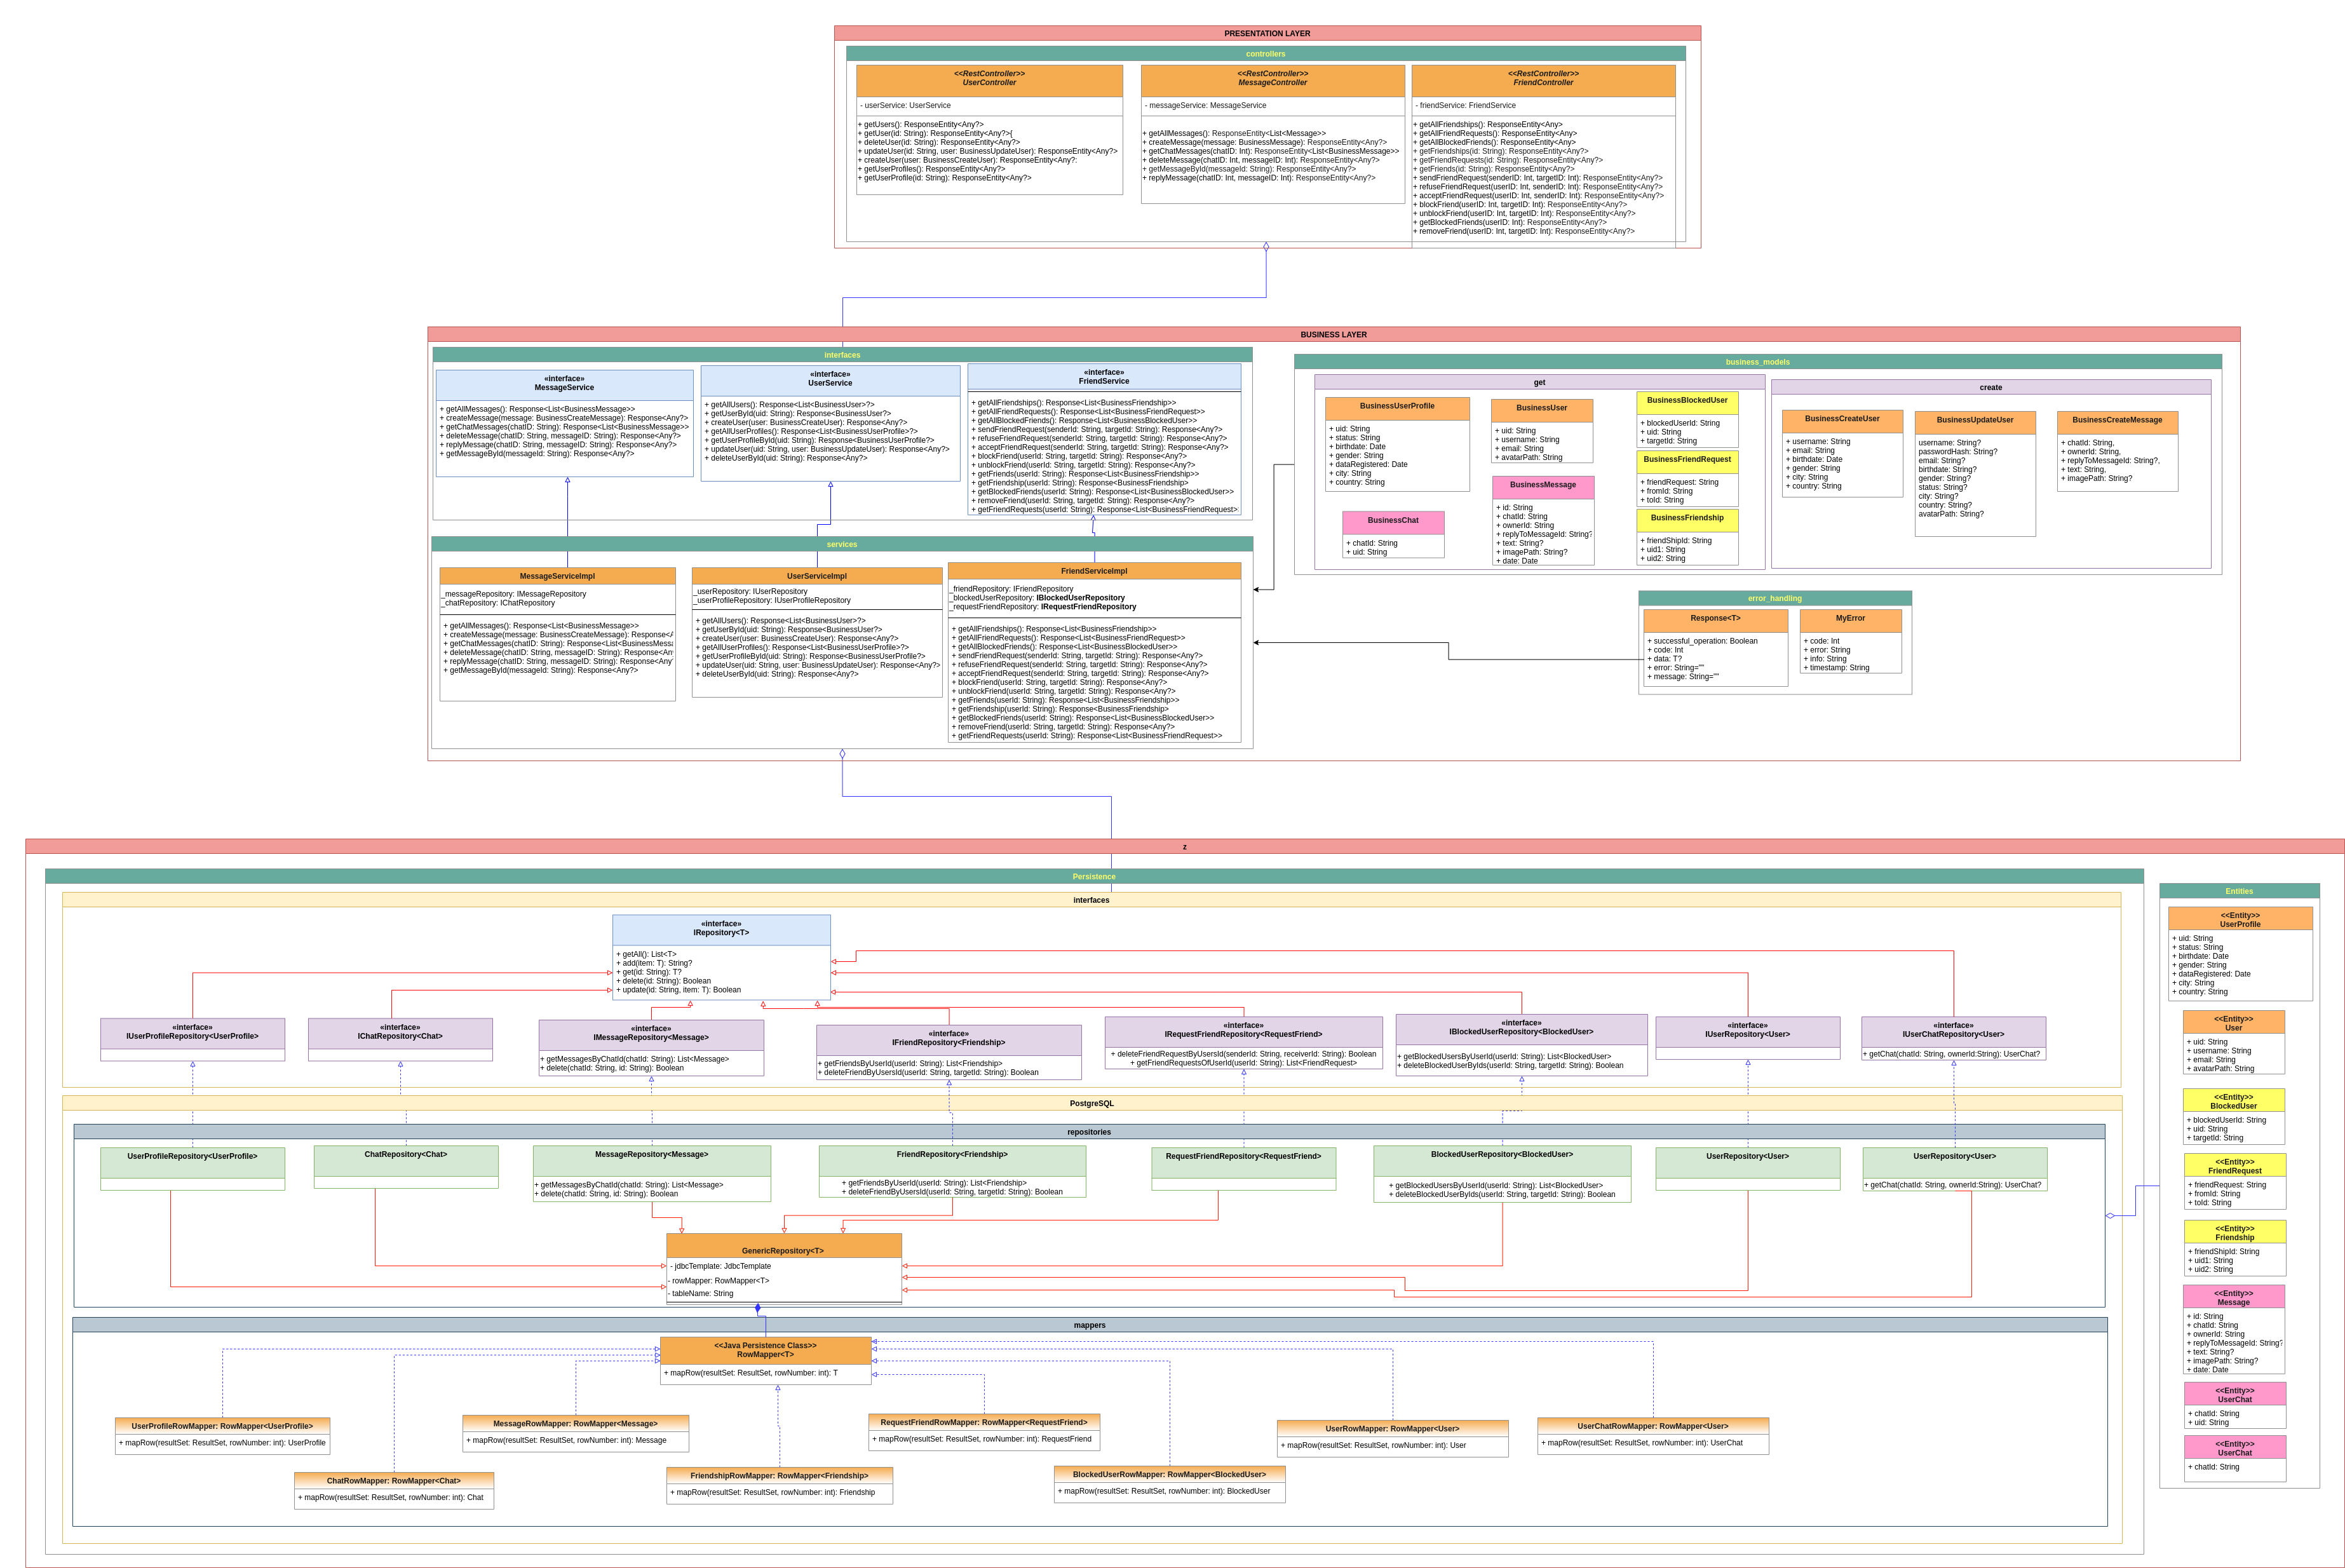 PRESENTATION LAYER
controllers
<<RestController>>
UserController
- userService: UserService
+ getUsers(): ResponseEntity<Any?>
+ getUser(id: String): ResponseEntity<Any?>{
+ deleteUser(id: String): ResponseEntity<Any?>
+ updateUser(id: String, user: BusinessUpdateUser): ResponseEntity<Any?>
+ createUser(user: BusinessCreateUser): ResponseEntity<Any?:
+ getUserProfiles(): ResponseEntity<Any?>
+ getUserProfile(id: String): ResponseEntity<Any?>
<<RestController>>
MessageController
- messageService: MessageService
+ getAllMessages(): ResponseEntity<List<Message>>
+ createMessage(message: BusinessMessage): ResponseEntity<Any?>
+ getChatMessages(chatID: Int): ResponseEntity<List<BusinessMessage>>
+ deleteMessage(chatID: Int, messageID: Int): ResponseEntity<Any?>
+ getMessageById(messageId: String): ResponseEntity<Any?>
+ replyMessage(chatID: Int, messageID: Int): ResponseEntity<Any?>
<<RestController>>
FriendController
- friendService: FriendService
+ getAllFriendships(): ResponseEntity<Any>
+ getAllFriendRequests(): ResponseEntity<Any>
+ getAllBlockedFriends(): ResponseEntity<Any>
+ getFriendships(id: String): ResponseEntity<Any?>
+ getFriendRequests(id: String): ResponseEntity<Any?>
+ getFriends(id: String): ResponseEntity<Any?>
+ sendFriendRequest(senderID: Int, targetID: Int): ResponseEntity<Any?>
+ refuseFriendRequest(userID: Int, senderID: Int): ResponseEntity<Any?>
+ acceptFriendRequest(userID: Int, senderID: Int): ResponseEntity<Any?>
+ blockFriend(userID: Int, targetID: Int): ResponseEntity<Any?>
+ unblockFriend(userID: Int, targetID: Int): ResponseEntity<Any?>
+ getBlockedFriends(userID: Int): ResponseEntity<Any?>
+ removeFriend(userID: Int, targetID: Int): ResponseEntity<Any?>
BUSINESS LAYER
interfaces
«interface»
MessageService
+ getAllMessages(): Response<List<BusinessMessage>>
+ createMessage(message: BusinessCreateMessage): Response<Any?>
+ getChatMessages(chatID: String): Response<List<BusinessMessage>>
+ deleteMessage(chatID: String, messageID: String): Response<Any?>
+ replyMessage(chatID: String, messageID: String): Response<Any?>
+ getMessageById(messageId: String): Response<Any?>
«interface»
UserService
+ getAllUsers(): Response<List<BusinessUser>?>
+ getUserById(uid: String): Response<BusinessUser?>
+ createUser(user: BusinessCreateUser): Response<Any?>
+ getAllUserProfiles(): Response<List<BusinessUserProfile>?>
+ getUserProfileById(uid: String): Response<BusinessUserProfile?>
+ updateUser(uid: String, user: BusinessUpdateUser): Response<Any?>
+ deleteUserById(uid: String): Response<Any?>
«interface»
FriendService
+ getAllFriendships(): Response<List<BusinessFriendship>>
+ getAllFriendRequests(): Response<List<BusinessFriendRequest>>
+ getAllBlockedFriends(): Response<List<BusinessBlockedUser>>
+ sendFriendRequest(senderId: String, targetId: String): Response<Any?>
+ refuseFriendRequest(senderId: String, targetId: String): Response<Any?>
+ acceptFriendRequest(senderId: String, targetId: String): Response<Any?>
+ blockFriend(userId: String, targetId: String): Response<Any?>
+ unblockFriend(userId: String, targetId: String): Response<Any?>
+ getFriends(userId: String): Response<List<BusinessFriendship>>
+ getFriendship(userId: String): Response<BusinessFriendship>
+ getBlockedFriends(userId: String): Response<List<BusinessBlockedUser>>
+ removeFriend(userId: String, targetId: String): Response<Any?>
+ getFriendRequests(userId: String): Response<List<BusinessFriendRequest>
services
MessageServiceImpl
_messageRepository: IMessageRepository
_chatRepository: IChatRepository
+ getAllMessages(): Response<List<BusinessMessage>>
+ createMessage(message: BusinessCreateMessage): Response<A
+ getChatMessages(chatID: String): Response<List<BusinessMess
+ deleteMessage(chatID: String, messageID: String): Response<An
+ replyMessage(chatID: String, messageID: String): Response<Any
+ getMessageById(messageId: String): Response<Any?>
UserServiceImpl
_userRepository: IUserRepository
_userProfileRepository: IUserProfileRepository
+ getAllUsers(): Response<List<BusinessUser>?>
+ getUserById(uid: String): Response<BusinessUser?>
+ createUser(user: BusinessCreateUser): Response<Any?>
+ getAllUserProfiles(): Response<List<BusinessUserProfile>?>
+ getUserProfileById(uid: String): Response<BusinessUserProfile?>
+ updateUser(uid: String, user: BusinessUpdateUser): Response<Any?>
+ deleteUserById(uid: String): Response<Any?>
FriendServiceImpl
_friendRepository: IFriendRepository
_blockedUserRepository: IBlockedUserRepository
_requestFriendRepository: IRequestFriendRepository
+ getAllFriendships(): Response<List<BusinessFriendship>>
+ getAllFriendRequests(): Response<List<BusinessFriendRequest>>
+ getAllBlockedFriends(): Response<List<BusinessBlockedUser>>
+ sendFriendRequest(senderId: String, targetId: String): Response<Any?>
+ refuseFriendRequest(senderId: String, targetId: String): Response<Any?>
+ acceptFriendRequest(senderId: String, targetId: String): Response<Any?>
+ blockFriend(userId: String, targetId: String): Response<Any?>
+ unblockFriend(userId: String, targetId: String): Response<Any?>
+ getFriends(userId: String): Response<List<BusinessFriendship>>
+ getFriendship(userId: String): Response<BusinessFriendship>
+ getBlockedFriends(userId: String): Response<List<BusinessBlockedUser>>
+ removeFriend(userId: String, targetId: String): Response<Any?>
+ getFriendRequests(userId: String): Response<List<BusinessFriendRequest>>
business_models
get
BusinessUserProfile
+ uid: String
+ status: String
+ birthdate: Date
+ gender: String
+ dataRegistered: Date
+ city: String
+ country: String
BusinessUser
+ uid: String
+ username: String
+ email: String
+ avatarPath: String
BusinessBlockedUser
+ blockedUserId: String
+ uid: String
+ targetId: String
BusinessFriendRequest
+ friendRequest: String
+ fromId: String
+ toId: String
BusinessMessage
+ id: String
+ chatId: String
+ ownerId: String
+ replyToMessageId: String?
+ text: String?
+ imagePath: String?
+ date: Date
BusinessChat
+ chatId: String
+ uid: String
BusinessFriendship
+ friendShipId: String
+ uid1: String
+ uid2: String
create
BusinessCreateUser
+ username: String
+ email: String
+ birthdate: Date
+ gender: String
+ city: String
+ country: String
BusinessUpdateUser
username: String?
passwordHash: String?
email: String?
birthdate: String?
gender: String?
status: String?
city: String?
country: String?
avatarPath: String?
BusinessCreateMessage
+ chatId: String,
+ ownerId: String,
+ replyToMessageId: String?,
+ text: String,
+ imagePath: String?
error_handling
Response<T>
+ successful_operation: Boolean
+ code: Int
+ data: T?
+ error: String=""
+ message: String=""
MyError
+ code: Int
+ error: String
+ info: String
+ timestamp: String
z
Persistence
interfaces
«interface»
IRepository<T>
+ getAll(): List<T>
+ add(item: T): String?
+ get(id: String): T?
+ delete(id: String): Boolean
+ update(id: String, item: T): Boolean
«interface»
IUserProfileRepository<UserProfile>
«interface»
IChatRepository<Chat>
«interface»
IMessageRepository<Message>
+ getMessagesByChatId(chatId: String): List<Message>
+ delete(chatId: String, id: String): Boolean
«interface»
IFriendRepository<Friendship>
+ getFriendsByUserId(userId: String): List<Friendship>
+ deleteFriendByUsersId(userId: String, targetId: String): Boolean
«interface»
IRequestFriendRepository<RequestFriend>
+ deleteFriendRequestByUsersId(senderId: String, receiverId: String): Boolean
+ getFriendRequestsOfUserId(userId: String): List<FriendRequest>
«interface»
IBlockedUserRepository<BlockedUser>
+ getBlockedUsersByUserId(userId: String): List<BlockedUser>
+ deleteBlockedUserByIds(userId: String, targetId: String): Boolean
«interface»
IUserRepository<User>
«interface»
IUserChatRepository<User>
+ getChat(chatId: String, ownerId:String): UserChat?
PostgreSQL
repositories
UserProfileRepository<UserProfile>
ChatRepository<Chat>
MessageRepository<Message>
+ getMessagesByChatId(chatId: String): List<Message>
+ delete(chatId: String, id: String): Boolean
FriendRepository<Friendship>
+ getFriendsByUserId(userId: String): List<Friendship>
+ deleteFriendByUsersId(userId: String, targetId: String): Boolean
RequestFriendRepository<RequestFriend>
BlockedUserRepository<BlockedUser>
+ getBlockedUsersByUserId(userId: String): List<BlockedUser>
+ deleteBlockedUserByIds(userId: String, targetId: String): Boolean
UserRepository<User>
UserRepository<User>
+ getChat(chatId: String, ownerId:String): UserChat?
GenericRepository<T>
- jdbcTemplate: JdbcTemplate
- rowMapper: RowMapper<T>
- tableName: String
mappers
<<Java Persistence Class>>
RowMapper<T>
+ mapRow(resultSet: ResultSet, rowNumber: int): T
UserProfileRowMapper: RowMapper<UserProfile>
+ mapRow(resultSet: ResultSet, rowNumber: int): UserProfile
MessageRowMapper: RowMapper<Message>
+ mapRow(resultSet: ResultSet, rowNumber: int): Message
RequestFriendRowMapper: RowMapper<RequestFriend>
+ mapRow(resultSet: ResultSet, rowNumber: int): RequestFriend
UserRowMapper: RowMapper<User>
+ mapRow(resultSet: ResultSet, rowNumber: int): User
UserChatRowMapper: RowMapper<User>
+ mapRow(resultSet: ResultSet, rowNumber: int): UserChat
ChatRowMapper: RowMapper<Chat>
+ mapRow(resultSet: ResultSet, rowNumber: int): Chat
FriendshipRowMapper: RowMapper<Friendship>
+ mapRow(resultSet: ResultSet, rowNumber: int): Friendship
BlockedUserRowMapper: RowMapper<BlockedUser>
+ mapRow(resultSet: ResultSet, rowNumber: int): BlockedUser
Entities
<<Entity>>
UserProfile
+ uid: String
+ status: String
+ birthdate: Date
+ gender: String
+ dataRegistered: Date
+ city: String
+ country: String
<<Entity>>
User
+ uid: String
+ username: String
+ email: String
+ avatarPath: String
<<Entity>>
BlockedUser
+ blockedUserId: String
+ uid: String
+ targetId: String
<<Entity>>
FriendRequest
+ friendRequest: String
+ fromId: String
+ toId: String
<<Entity>>
Friendship
+ friendShipId: String
+ uid1: String
+ uid2: String
<<Entity>>
Message
+ id: String
+ chatId: String
+ ownerId: String
+ replyToMessageId: String?
+ text: String?
+ imagePath: String?
+ date: Date
<<Entity>>
UserChat
+ chatId: String
+ uid: String
<<Entity>>
UserChat
+ chatId: String